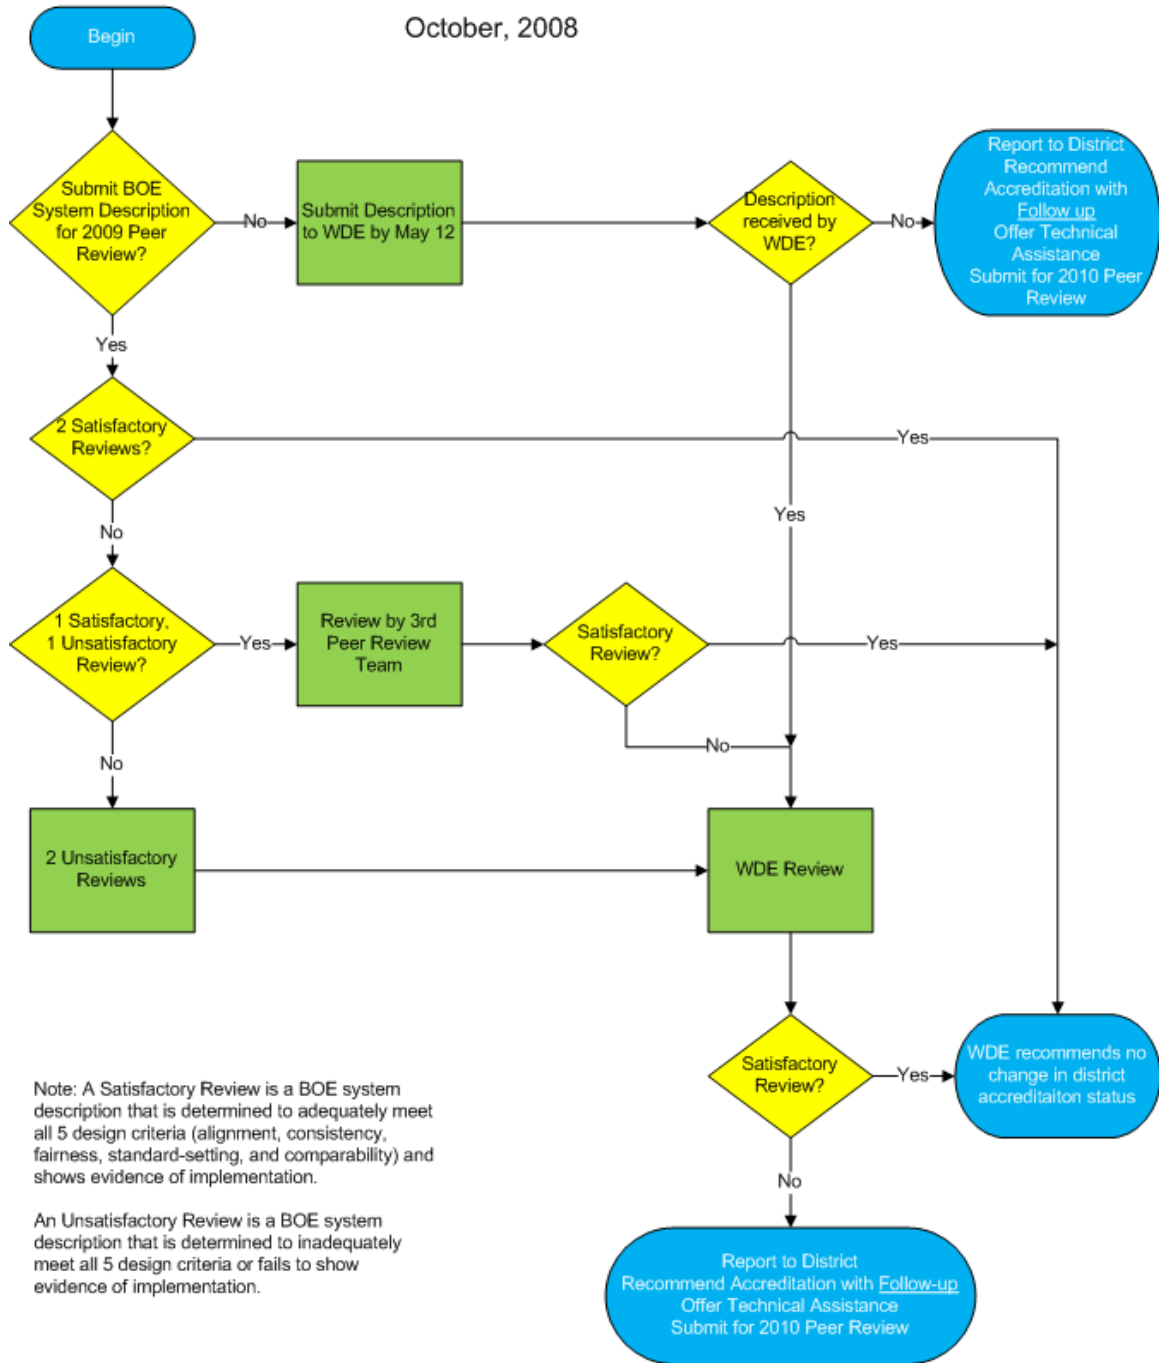 October, 2008
Begin
Submit BOE
System Description
for 2009 Peer
Review?
No
Submit Description
to WDE by May 12
Description
received by
WDE?
No
Report to District
Recommend
Accreditation with
Follow up
Offer Technical
Assistance
Submit for 2010 Peer
Review
Yes
2 Satisfactory
Reviews?
Yes
No
Yes
1 Satisfactory,
1 Unsatisfactory
Review?
Yes
Review by 3rd
Peer Review
Team
Satisfactory
Review?
Yes
No
No
2 Unsatisfactory
Reviews
WDE Review
Satisfactory
Review?
Yes
WDE recommends no
change in district
accreditaiton status
No
Note: A Satisfactory Review is a BOE system
description that is determined to adequately meet
all 5 design criteria (alignment, consistency,
fairness, standard-setting, and comparability) and
shows evidence of implementation.
An Unsatisfactory Review is a BOE system
description that is determined to inadequately
meet all 5 design criteria or fails to show
evidence of implementation.
Report to District
Recommend Accreditation with Follow-up
Offer Technical Assistance
Submit for 2010 Peer Review